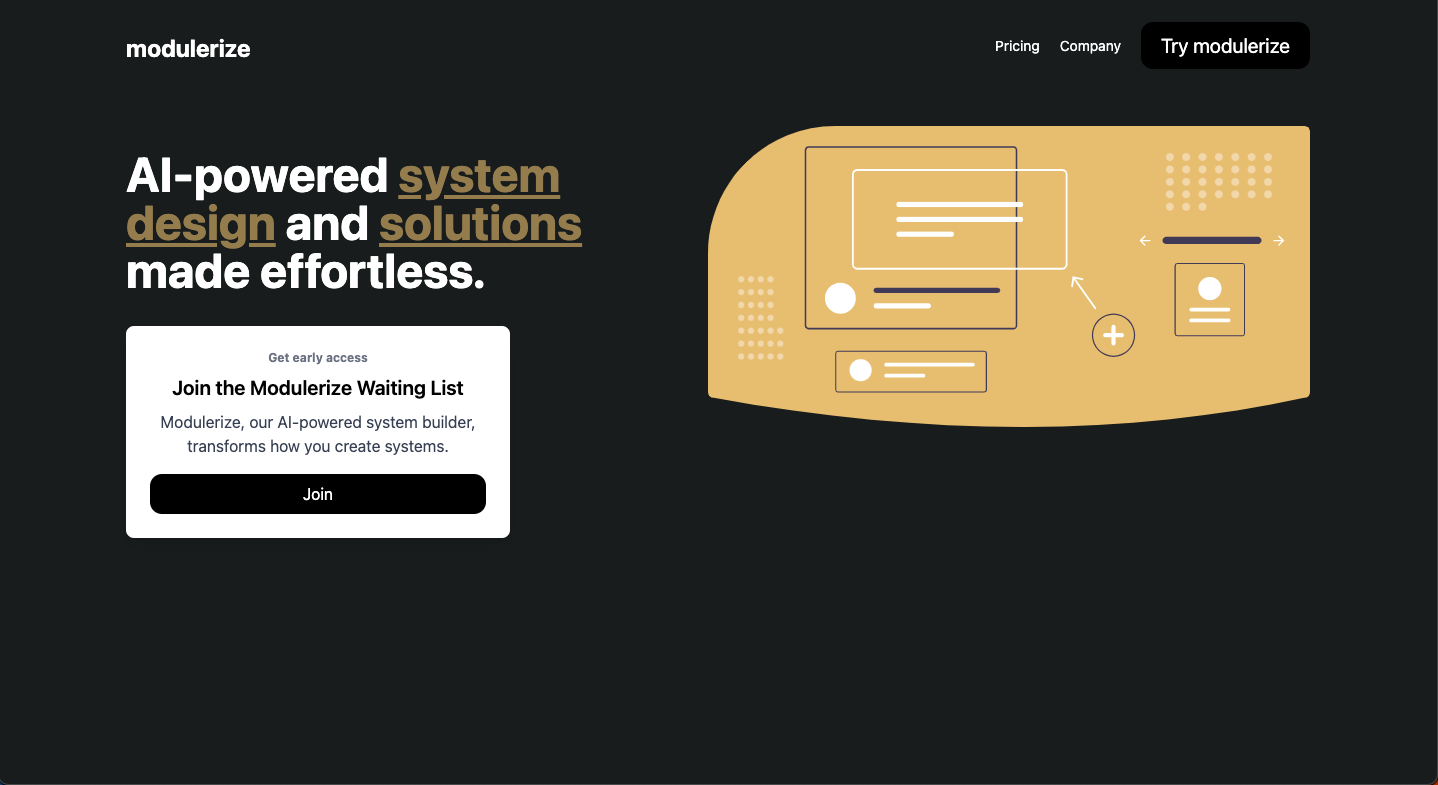 modulerize
Pricing
Company
Try modulerize
AI-powered system
design and solutions
made effortless.
Get early access
Join the Modulerize Waiting List
Modulerize, our AI-powered system builder,
transforms how you create systems.
Join